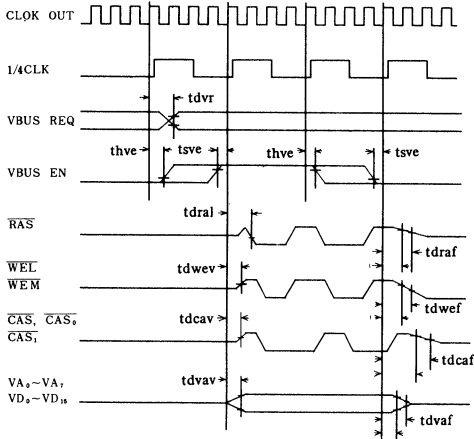 CLOK OUT
1/4CLK
tdvr
VBUS REQ
thve tsve thve tsve
VBUS EN
tdral
RAS
tdraf
WEL
WEM
tdwev
tdwef
CAS, CAS₀
CAS₁
tdcav
tdcaf
VA₀~VA₇
VD₀~VD₁₅
tdvav
tdvaf